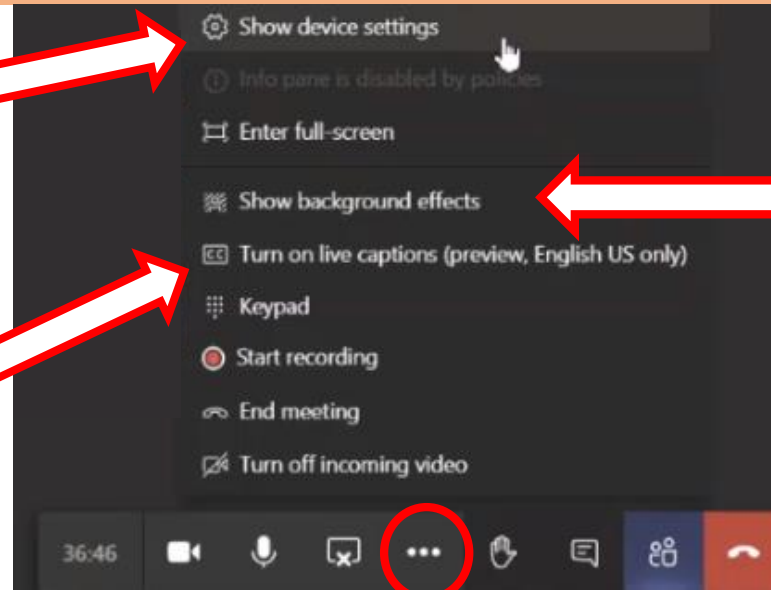 Show device settings
Info pane is disabled by policies
Enter full-screen
Show background effects
CC Turn on live captions (preview, English US only)
Keypad
Start recording
End meeting
Turn off incoming video
36:46